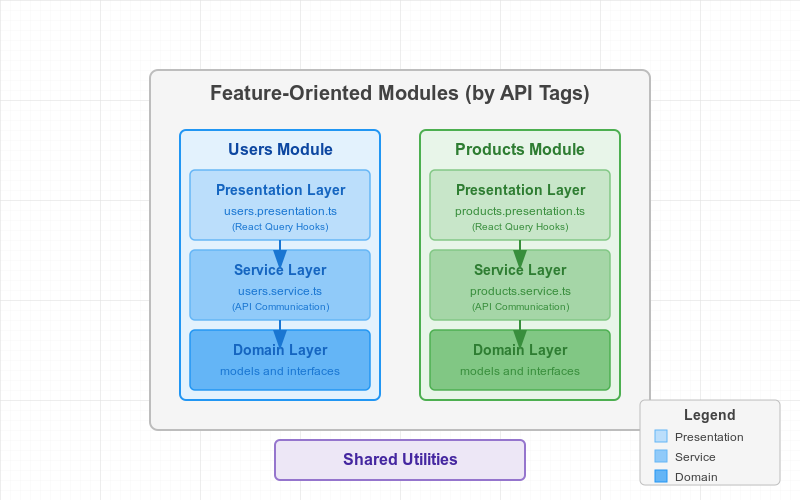 Feature-Oriented Modules (by API Tags)
Users Module
Presentation Layer
users.presentation.ts
(React Query Hooks)
Service Layer
users.service.ts
(API Communication)
Domain Layer
models and interfaces
Products Module
Presentation Layer
products.presentation.ts
(React Query Hooks)
Service Layer
products.service.ts
(API Communication)
Domain Layer
models and interfaces
Shared Utilities
Legend
Presentation
Service
Domain